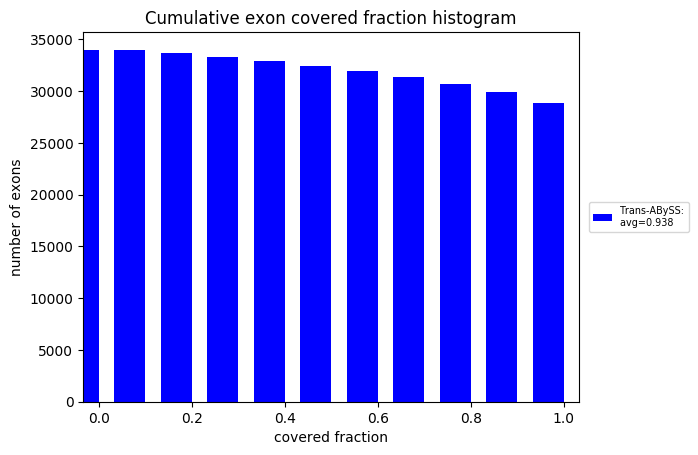 Cumulative exon covered fraction histogram
35000
30000
25000
20000
15000
10000
5000
0
number of exons
0.0 0.2 0.4 0.6 0.8 1.0
covered fraction
Trans-ABySS:
avg=0.938